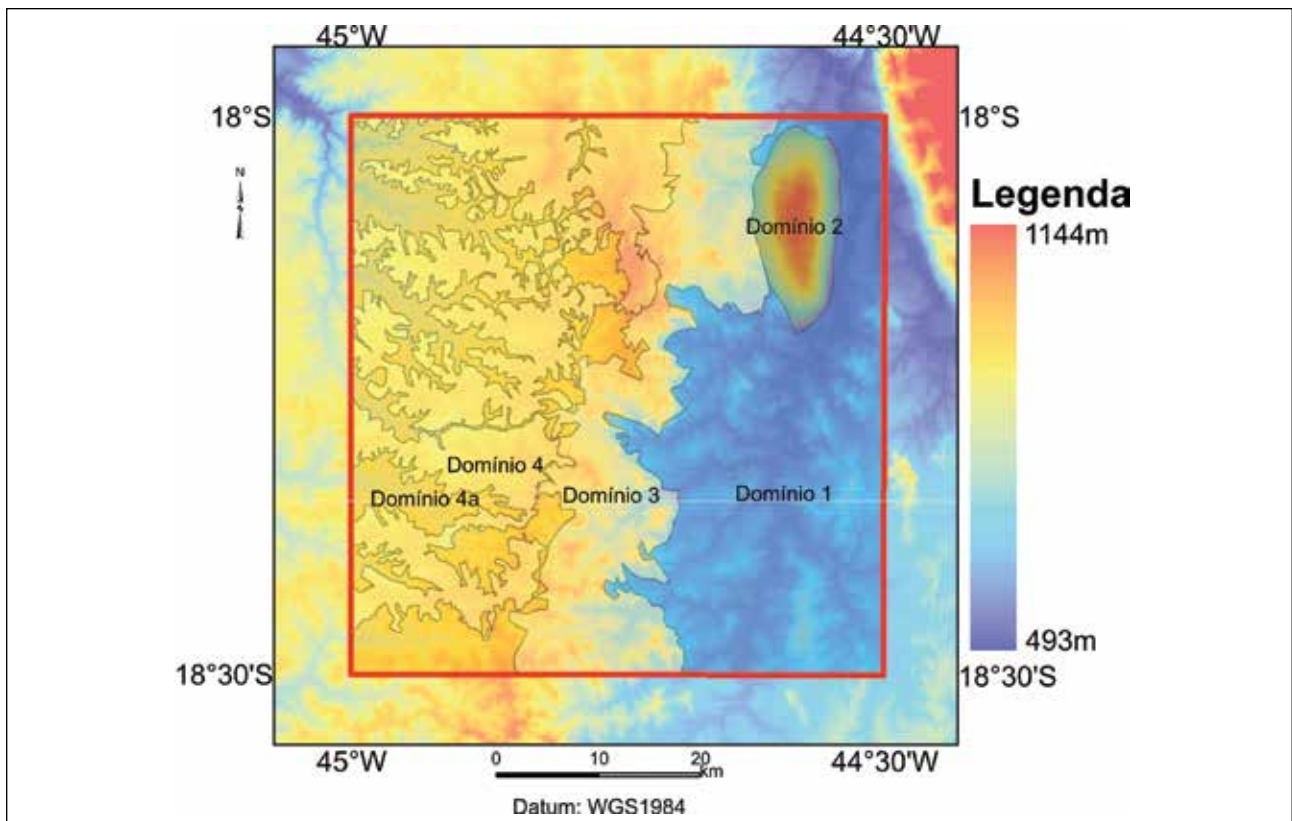 45°W 44°30'W
18°S 18°S
N
Legenda
1144m
Domínio 2
Domínio 4
Domínio 4a
Domínio 3
Domínio 1
493m
18°30'S 18°30'S
45°W 44°30'W
0 10 20
km
Datum: WGS1984